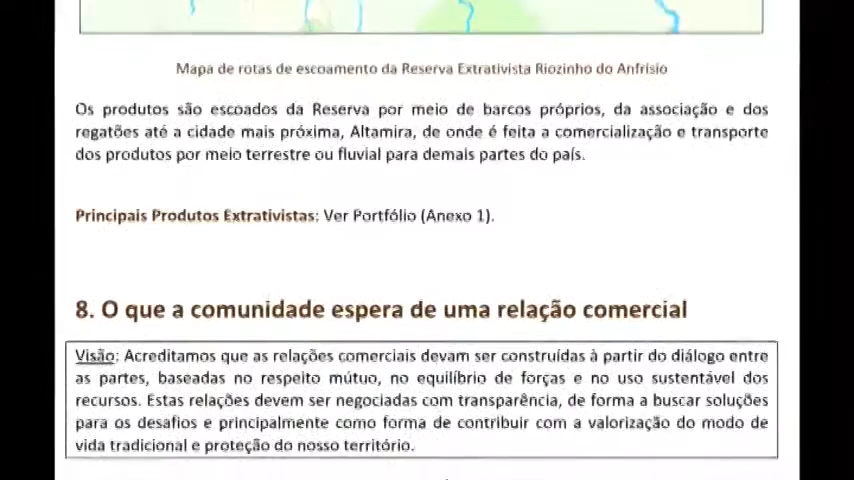 Mapa de rotas de escoamento da Reserva Extrativista Riozinho do Anfrísio
Os produtos são escoados da Reserva por meio de barcos próprios, da associação e dos
regatões até a cidade mais próxima, Altamira, de onde é feita a comercialização e transporte
dos produtos por meio terrestre ou fluvial para demais partes do país.
Principais Produtos Extrativistas: Ver Portfólio (Anexo 1).
8. O que a comunidade espera de uma relação comercial
Visão: Acreditamos que as relações comerciais devam ser construídas à partir do diálogo entre
as partes, baseadas no respeito mútuo, no equilíbrio de forças e no uso sustentável dos
recursos. Estas relações devem ser negociadas com transparência, de forma a buscar soluções
para os desafios e principalmente como forma de contribuir com a valorização do modo de
vida tradicional e proteção do nosso território.